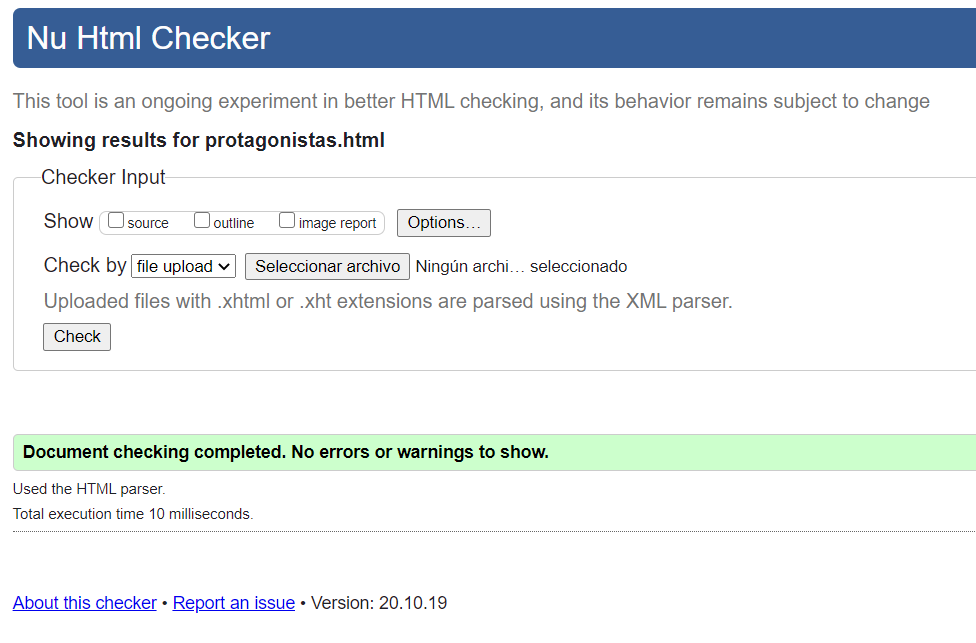 Nu Html Checker
This tool is an ongoing experiment in better HTML checking, and its behavior remains subject to change
Showing results for protagonistas.html
Checker Input
Show source outline image report Options…
Check by file upload Seleccionar archivo Ningún archi… seleccionado
Uploaded files with .xhtml or .xht extensions are parsed using the XML parser.
Check
Document checking completed. No errors or warnings to show.
Used the HTML parser.
Total execution time 10 milliseconds.
About this checker • Report an issue • Version: 20.10.19